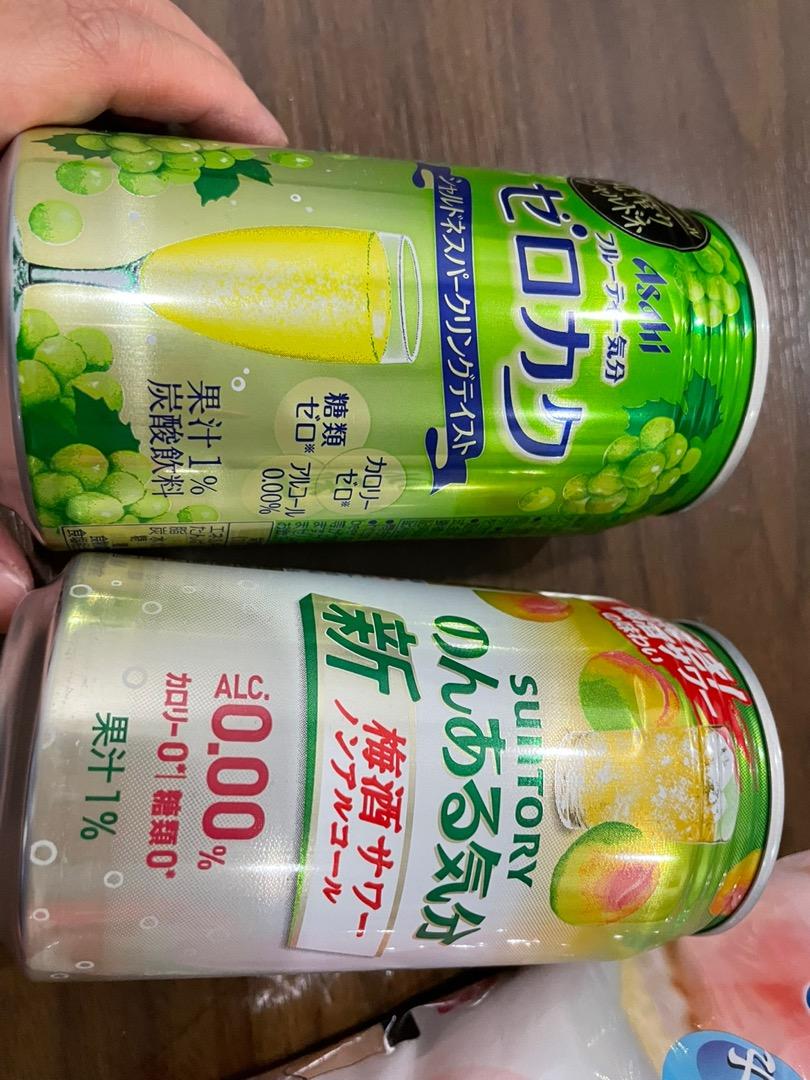 Asahi
フルーティー気分
ゼロカク
シャルドネスパークリングテイスト
糖類
ゼロ※
カロリー
ゼロ※
アルコール
0.00%
果汁1%
炭酸飲料
SUNTORY
のんある気分
新
梅酒サワー
ノンアルコール
ALC.
0.00%
カロリー0*¹ 糖類0*
果汁1%